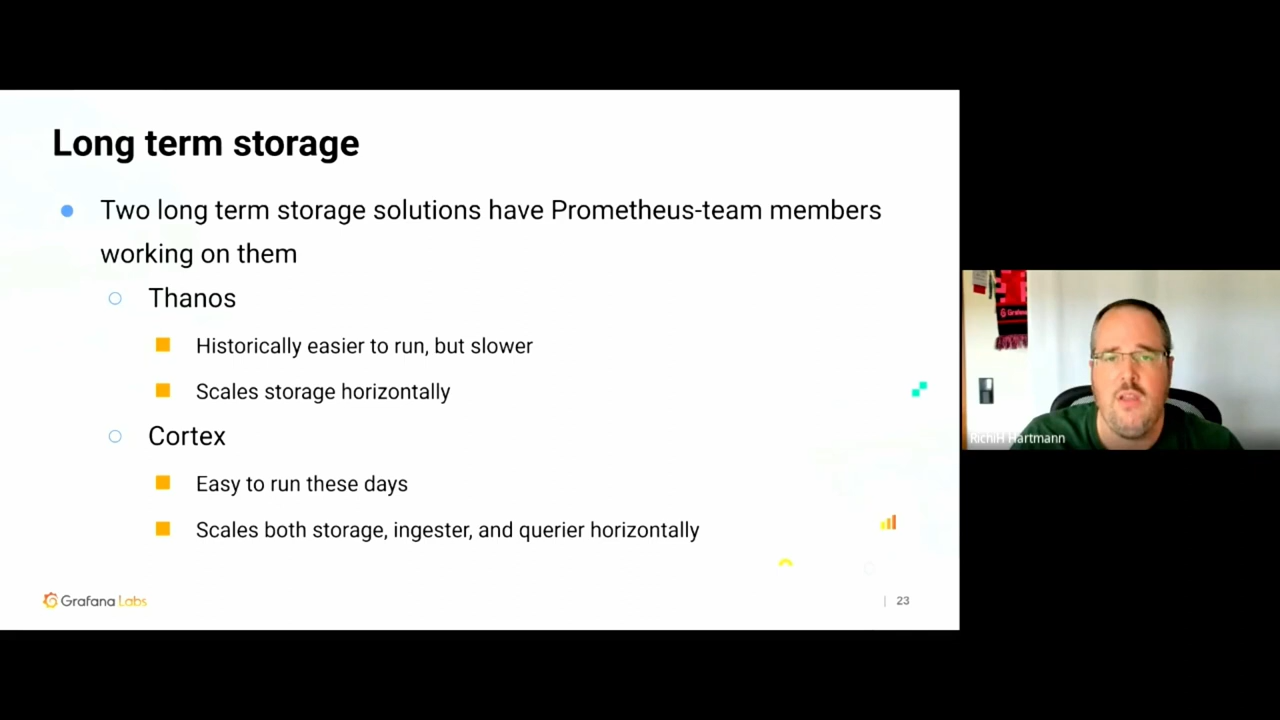 Long term storage
Two long term storage solutions have Prometheus-team members
working on them
Thanos
Historically easier to run, but slower
Scales storage horizontally
Cortex
Easy to run these days
Scales both storage, ingester, and querier horizontally
Grafana Labs
| 23
RichiH Hartmann